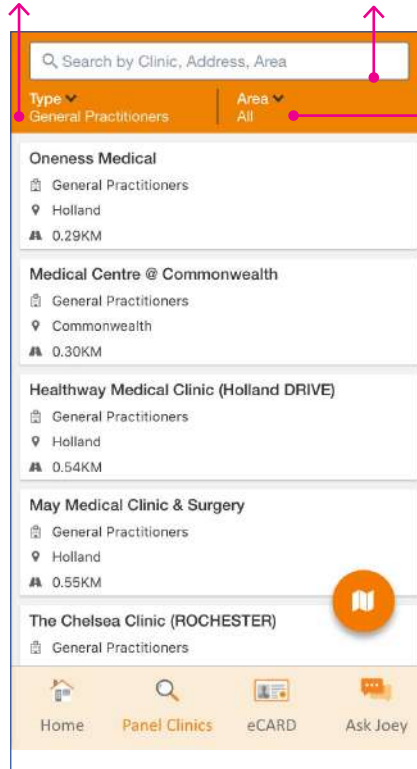 Search by Clinic, Address, Area
Type
General Practitioners
Area
All
Oneness Medical
General Practitioners
Holland
0.29KM
Medical Centre @ Commonwealth
General Practitioners
Commonwealth
0.30KM
Healthway Medical Clinic (Holland DRIVE)
General Practitioners
Holland
0.54KM
May Medical Clinic & Surgery
General Practitioners
Holland
0.55KM
The Chelsea Clinic (ROCHESTER)
General Practitioners
Home Panel Clinics eCARD Ask Joey